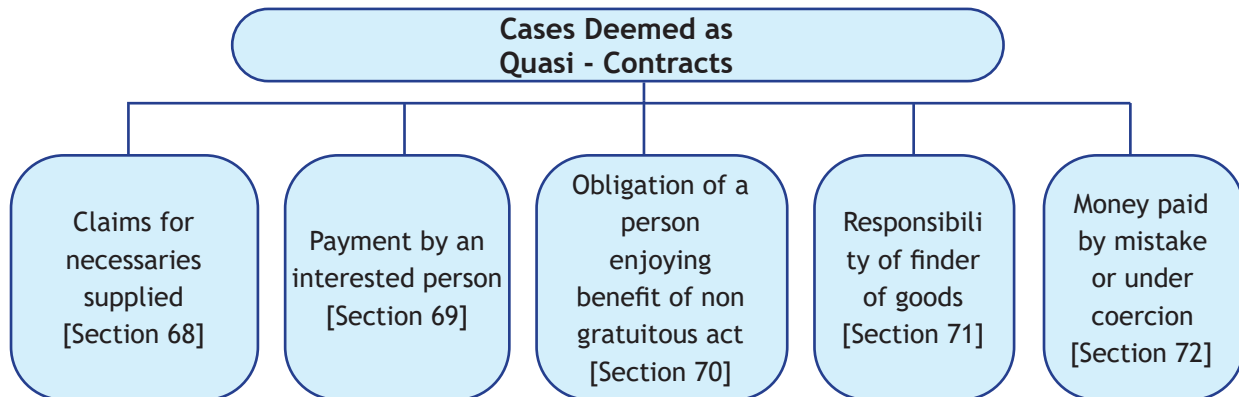 Cases Deemed as
Quasi - Contracts
Claims for
necessaries
supplied
[Section 68]
Payment by an
interested person
[Section 69]
Obligation of a
person
enjoying
benefit of non
gratuitous act
[Section 70]
Responsibili
ty of finder
of goods
[Section 71]
Money paid
by mistake
or under
coercion
[Section 72]